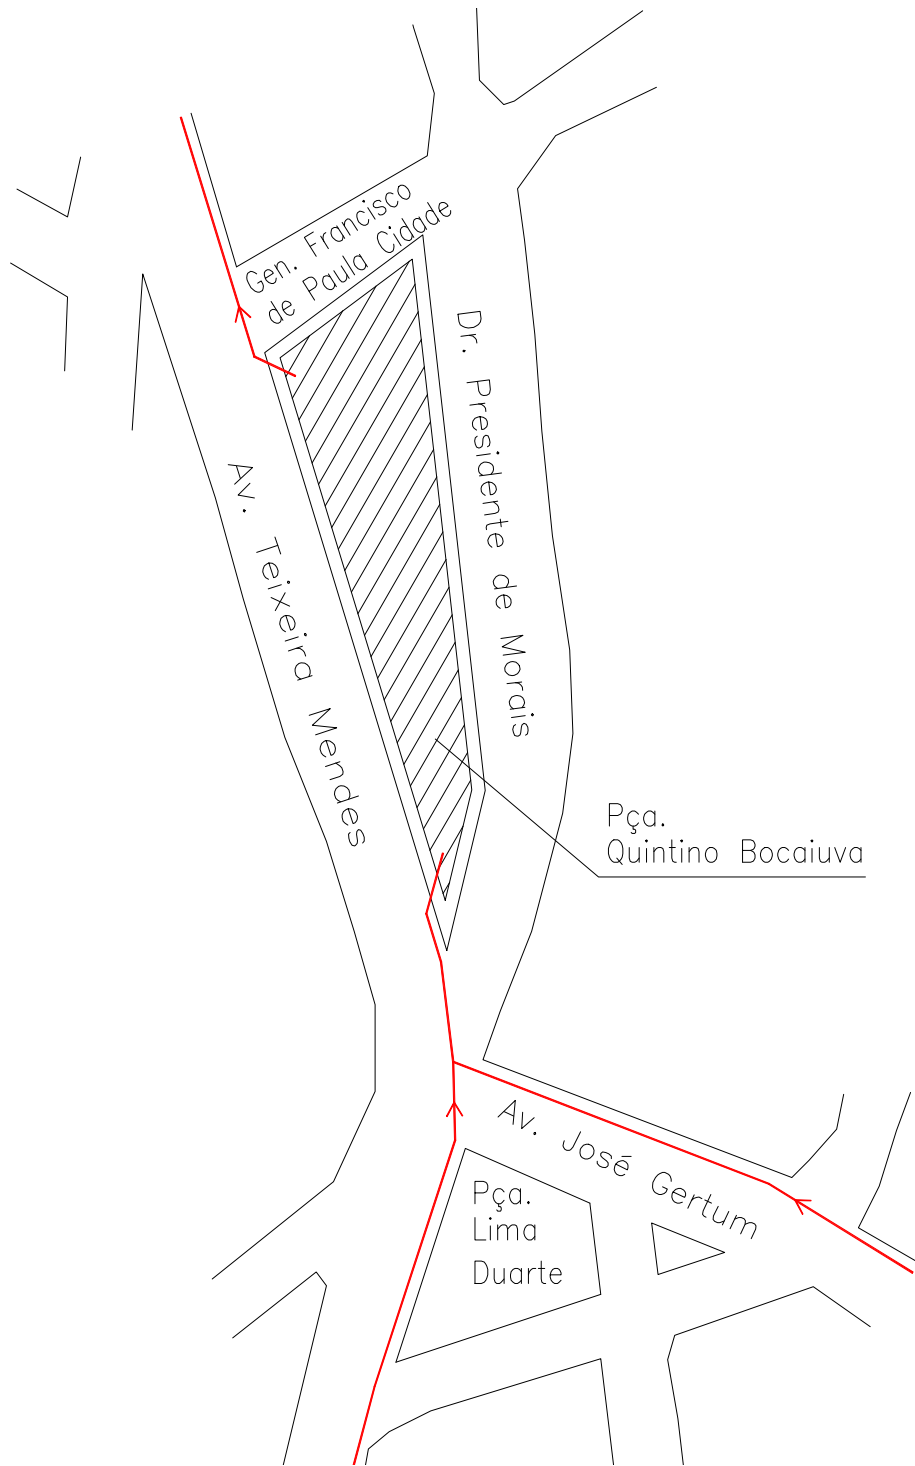 Gen. Francisco
de Paula Cidade
Dr. Presidente de Morais
Av. Teixeira Mendes
Pça.
Quintino Bocaiuva
Av. José Gertum
Pça.
Lima
Duarte